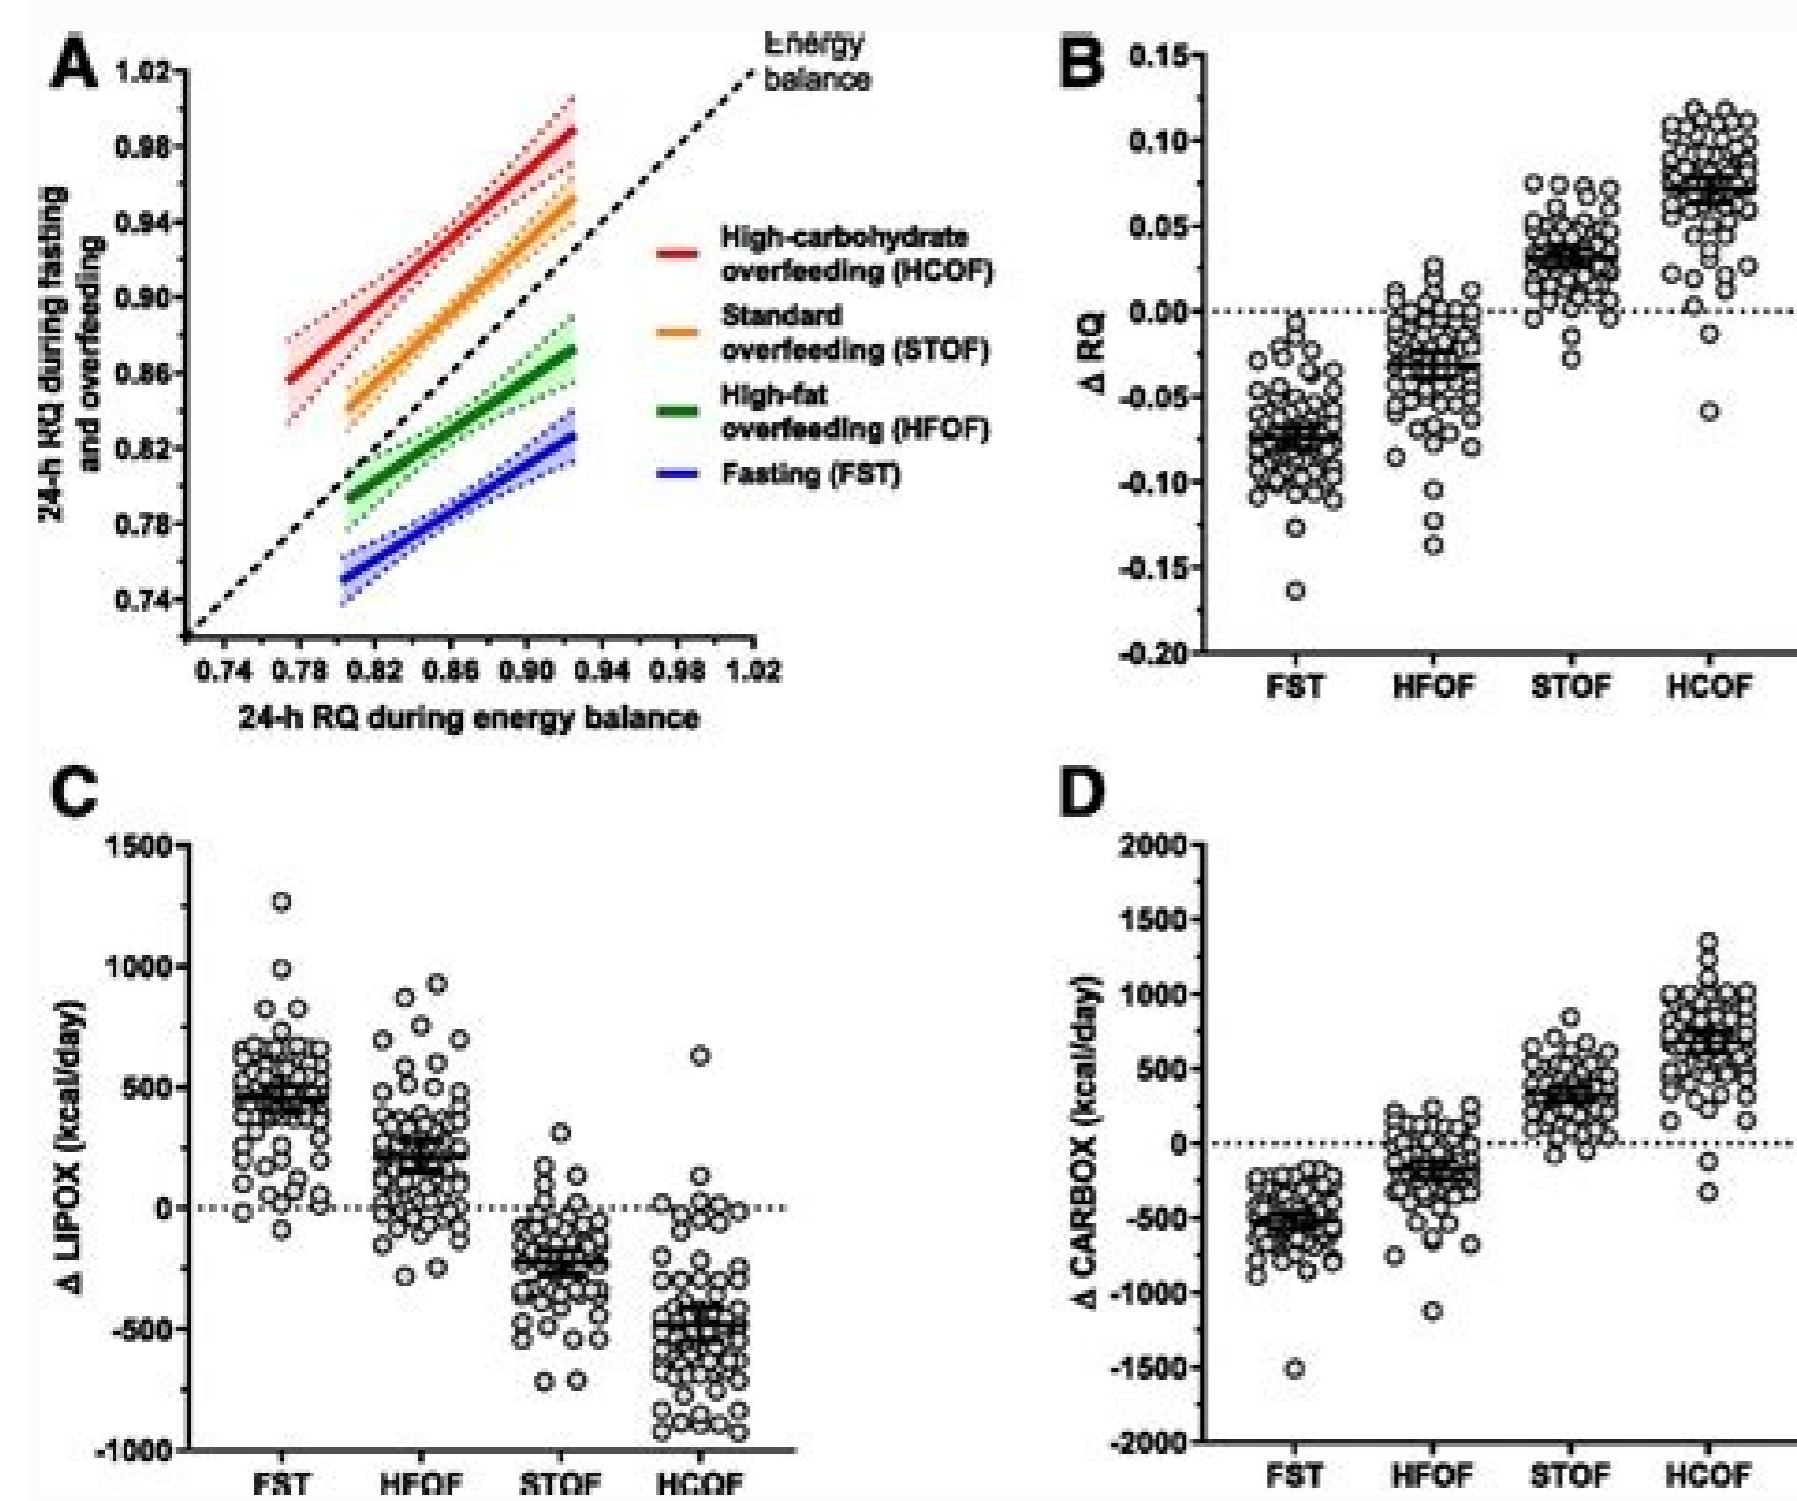 A
1.02
0.98
0.94
0.90
0.86
0.82
0.78
0.74
24-h RQ during fasting
and overfeeding
0.74 0.78 0.82 0.86 0.90 0.94 0.98 1.02
24-h RQ during energy balance
Energy
balance
High-carbohydrate
overfeeding (HCOF)
Standard
overfeeding (STOF)
High-fat
overfeeding (HFOF)
Fasting (FST)
B
0.15
0.10
0.05
0.00
-0.05
-0.10
-0.15
-0.20
Δ RQ
FST HFOF STOF HCOF
C
1500
1000
500
0
-500
-1000
Δ LIPOX (kcal/day)
FST HFOF STOF HCOF
D
2000
1500
1000
500
0
-500
-1000
-1500
-2000
Δ CARBOX (kcal/day)
FST HFOF STOF HCOF